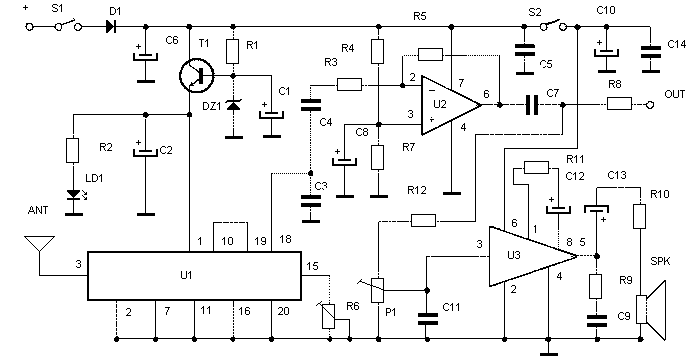 + S1 D1 C6 T1 R1 R4 R5 S2 C10
R3 C5 C14
2 7 6 U2 C7 R8 OUT
DZ1 C1 C4 3 4 C8 R7
R2 C2 LD1
− +
R11 C12 C13 R10
ANT C3 R12
1 10 19 18 6 1 8 5
3 U1 15 3 U3 SPK
R6 P1 C11 2 4 R9 C9
2 7 11 16 20
+ + + + + +